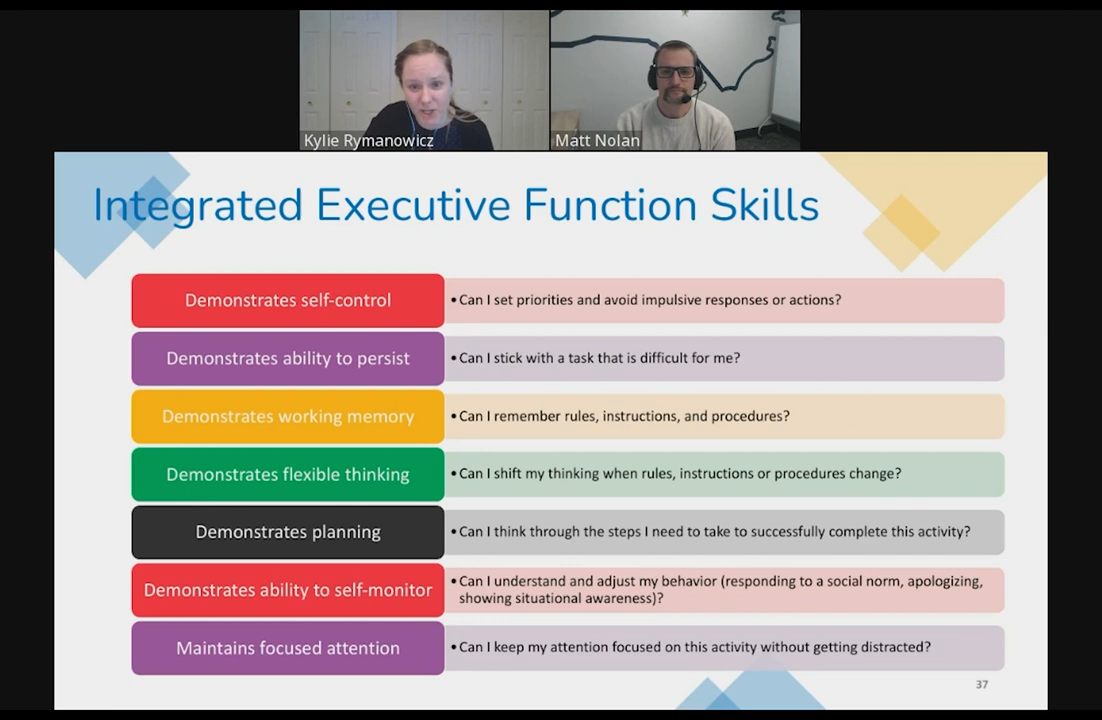 Kylie Rymanowicz
Matt Nolan
Integrated Executive Function Skills
Demonstrates self-control
• Can I set priorities and avoid impulsive responses or actions?
Demonstrates ability to persist
• Can I stick with a task that is difficult for me?
Demonstrates working memory
• Can I remember rules, instructions, and procedures?
Demonstrates flexible thinking
• Can I shift my thinking when rules, instructions or procedures change?
Demonstrates planning
• Can I think through the steps I need to take to successfully complete this activity?
Demonstrates ability to self-monitor
• Can I understand and adjust my behavior (responding to a social norm, apologizing,
showing situational awareness)?
Maintains focused attention
• Can I keep my attention focused on this activity without getting distracted?
37